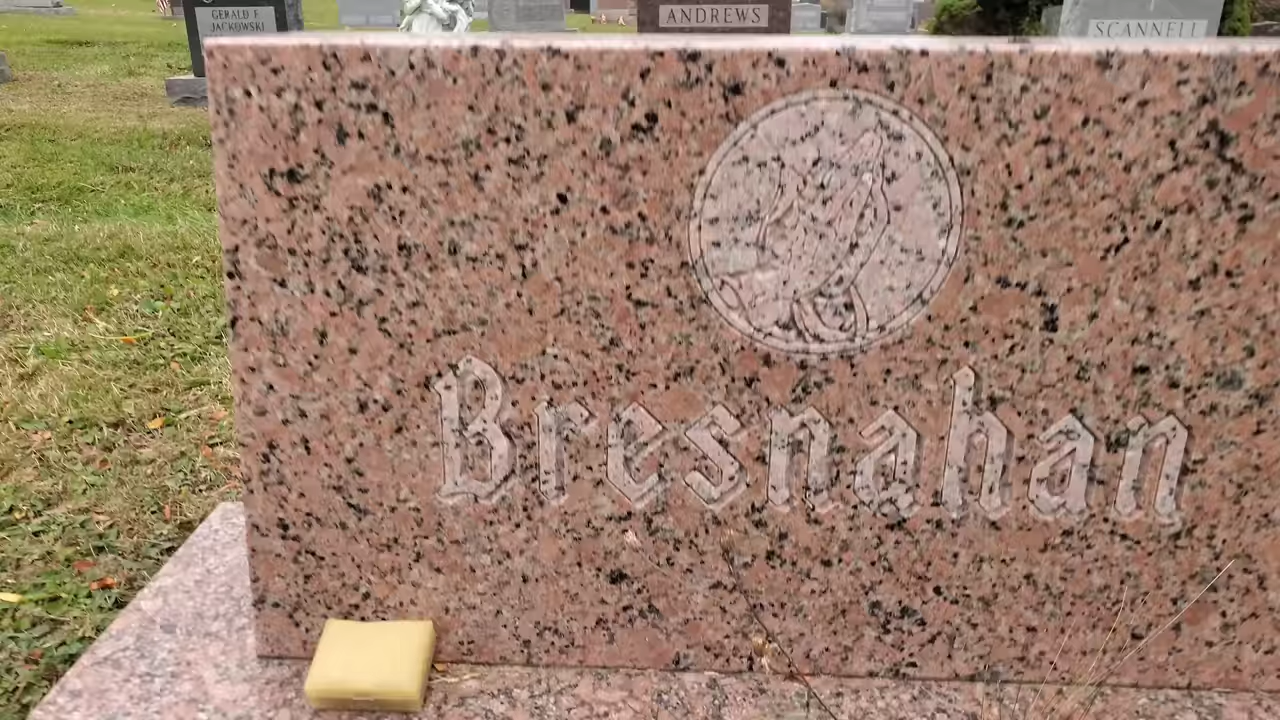 GERALD F.
JACKOWSKI
ANDREWS
SCANNELL
Bresnahan